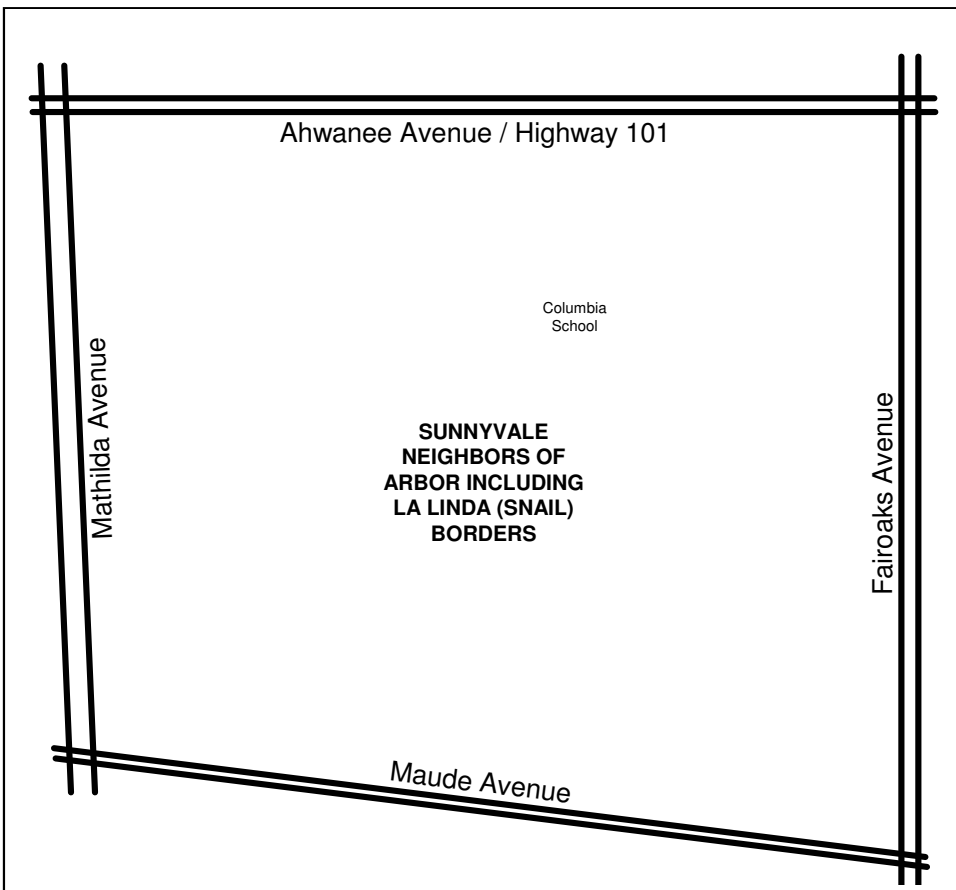 Ahwanee Avenue / Highway 101
Columbia
School
Mathilda Avenue
Fairoaks Avenue
SUNNYVALE
NEIGHBORS OF
ARBOR INCLUDING
LA LINDA (SNAIL)
BORDERS
Maude Avenue